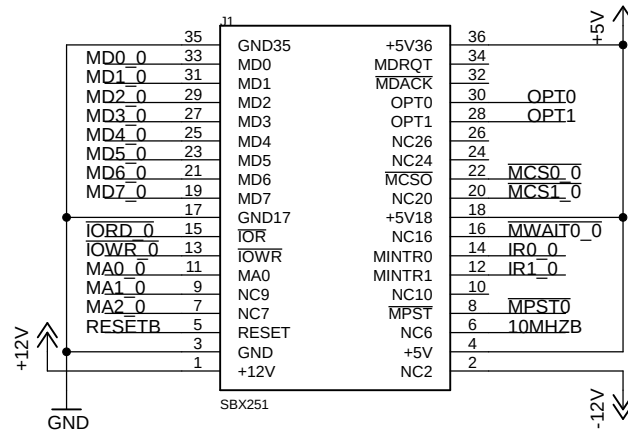 J1
+5V
35 GND35 +5V36 36
MD0_0 33 MD0 MDRQT 34
MD1_0 31 MD1 MDACK 32
MD2_0 29 MD2 OPT0 30 OPT0
MD3_0 27 MD3 OPT1 28 OPT1
MD4_0 25 MD4 NC26 26
MD5_0 23 MD5 NC24 24
MD6_0 21 MD6 MCSO 22 MCS0_0
MD7_0 19 MD7 NC20 20 MCS1_0
17 GND17 +5V18 18
IORD_0 15 IOR NC16 16 MWAIT0_0
IOWR_0 13 IOWR MINTR0 14 IR0_0
MA0_0 11 MA0 MINTR1 12 IR1_0
MA1_0 9 NC9 NC10 10
MA2_0 7 NC7 MPST 8 MPST0
RESETB 5 RESET NC6 6 10MHZB
+12V 3 GND +5V 4
1 +12V NC2 2
SBX251
-12V
GND